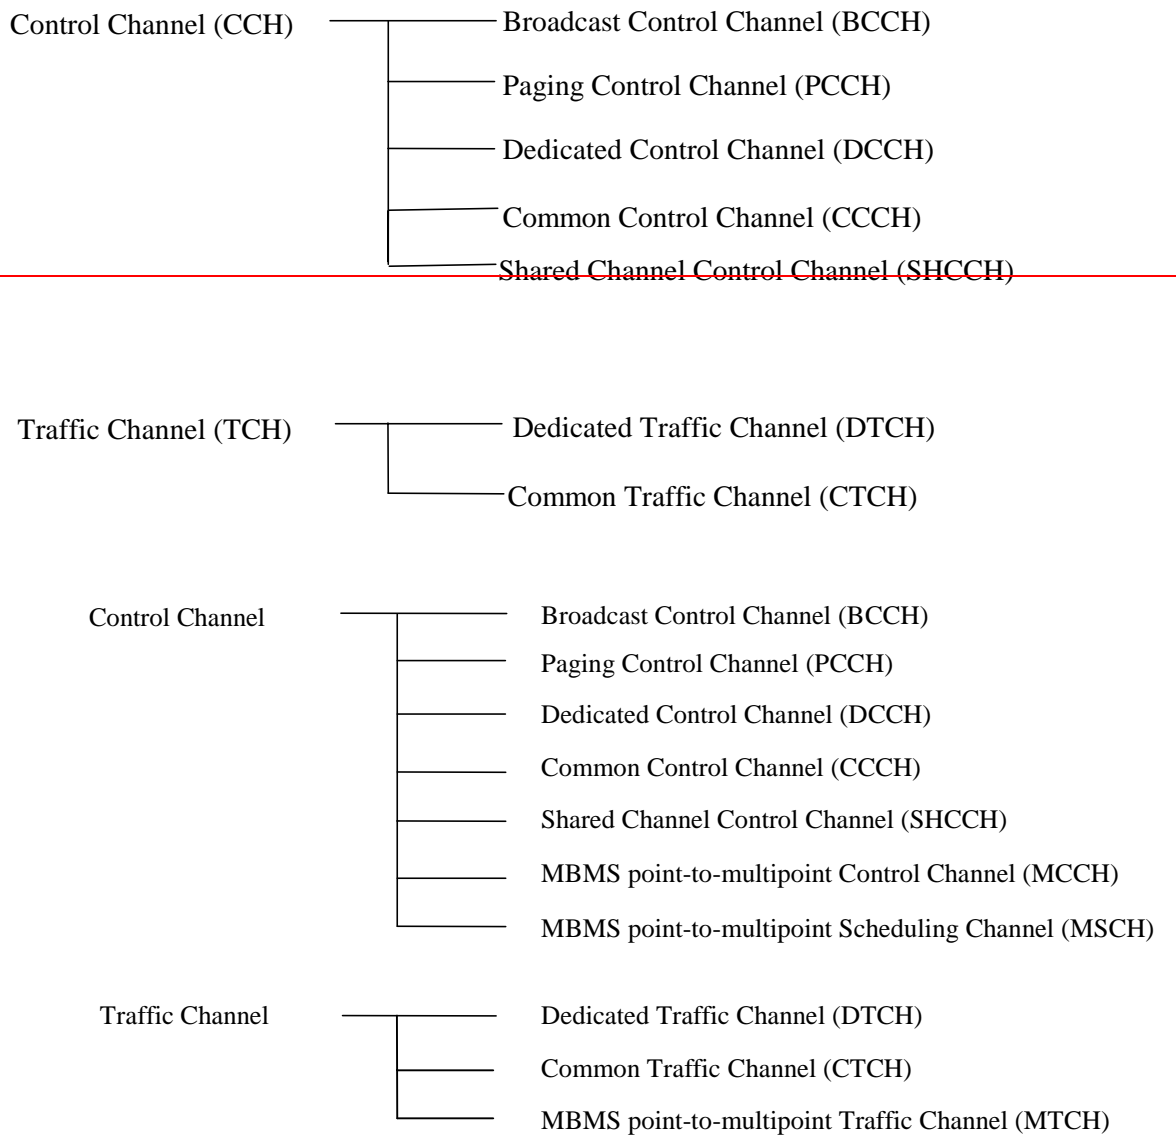 Control Channel (CCH)
Broadcast Control Channel (BCCH)
Paging Control Channel (PCCH)
Dedicated Control Channel (DCCH)
Common Control Channel (CCCH)
Shared Channel Control Channel (SHCCH)
Traffic Channel (TCH)
Dedicated Traffic Channel (DTCH)
Common Traffic Channel (CTCH)
Control Channel
Broadcast Control Channel (BCCH)
Paging Control Channel (PCCH)
Dedicated Control Channel (DCCH)
Common Control Channel (CCCH)
Shared Channel Control Channel (SHCCH)
MBMS point-to-multipoint Control Channel (MCCH)
MBMS point-to-multipoint Scheduling Channel (MSCH)
Traffic Channel
Dedicated Traffic Channel (DTCH)
Common Traffic Channel (CTCH)
MBMS point-to-multipoint Traffic Channel (MTCH)